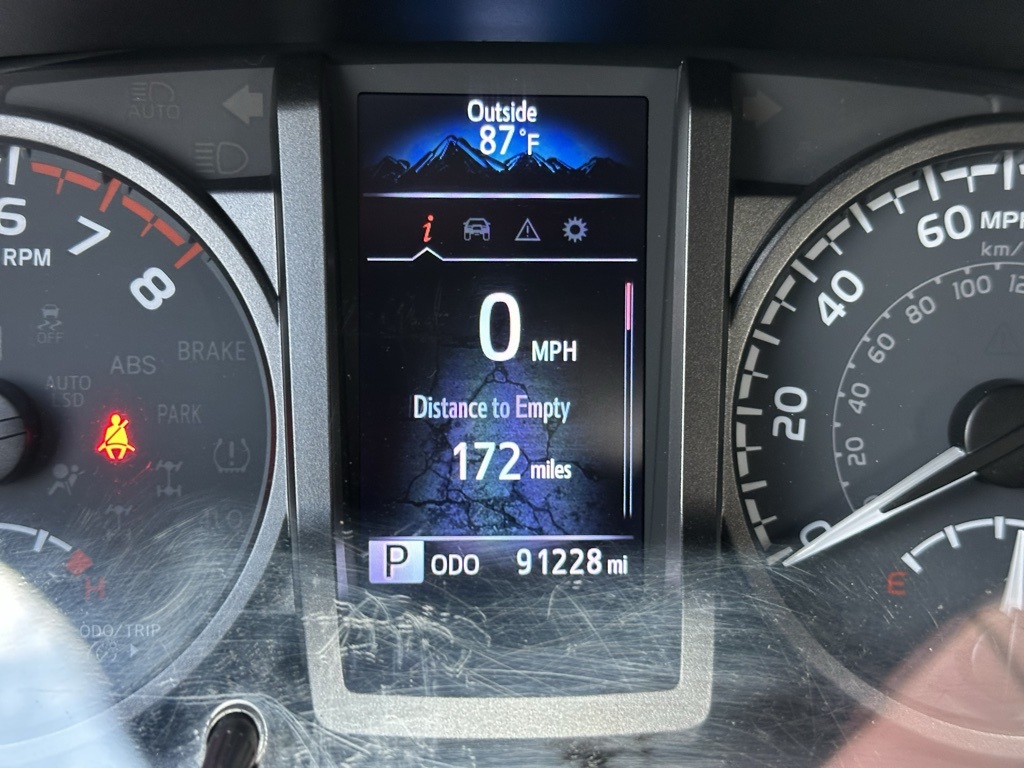 AUTO
Outside
87°F
6
7
8
RPM
OFF
ABS
BRAKE
AUTO
LSD
PARK
H
ODO/TRIP
i
0 MPH
Distance to Empty
172 miles
P ODO 91228 mi
60 MPH
km/
40
20
0
100
80
60
40
20
0
E